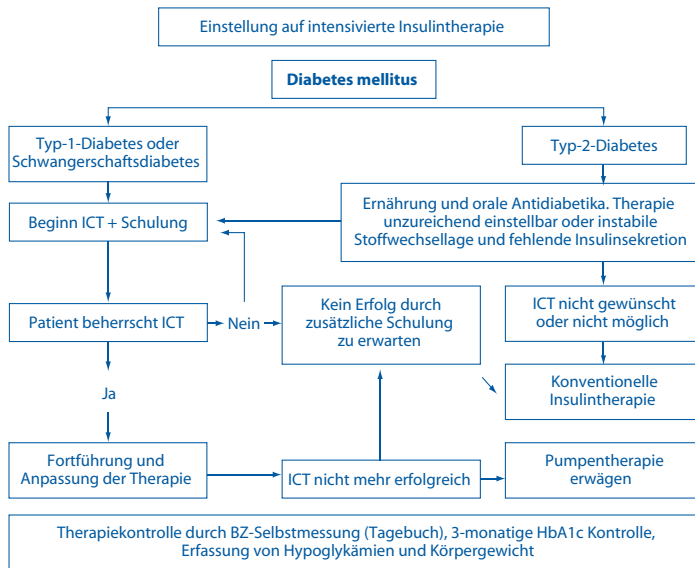 Einstellung auf intensivierte Insulintherapie
Diabetes mellitus
Typ-1-Diabetes oder
Schwangerschaftsdiabetes
Typ-2-Diabetes
Beginn ICT + Schulung
Ernährung und orale Antidiabetika. Therapie
unzureichend einstellbar oder instabile
Stoffwechsellage und fehlende Insulinsekretion
Patient beherrscht ICT
Nein
Kein Erfolg durch
zusätzliche Schulung
zu erwarten
ICT nicht gewünscht
oder nicht möglich
Ja
Konventionelle
Insulintherapie
Fortführung und
Anpassung der Therapie
ICT nicht mehr erfolgreich
Pumpentherapie
erwägen
Therapiekontrolle durch BZ-Selbstmessung (Tagebuch), 3-monatige HbA1c Kontrolle,
Erfassung von Hypoglykämien und Körpergewicht